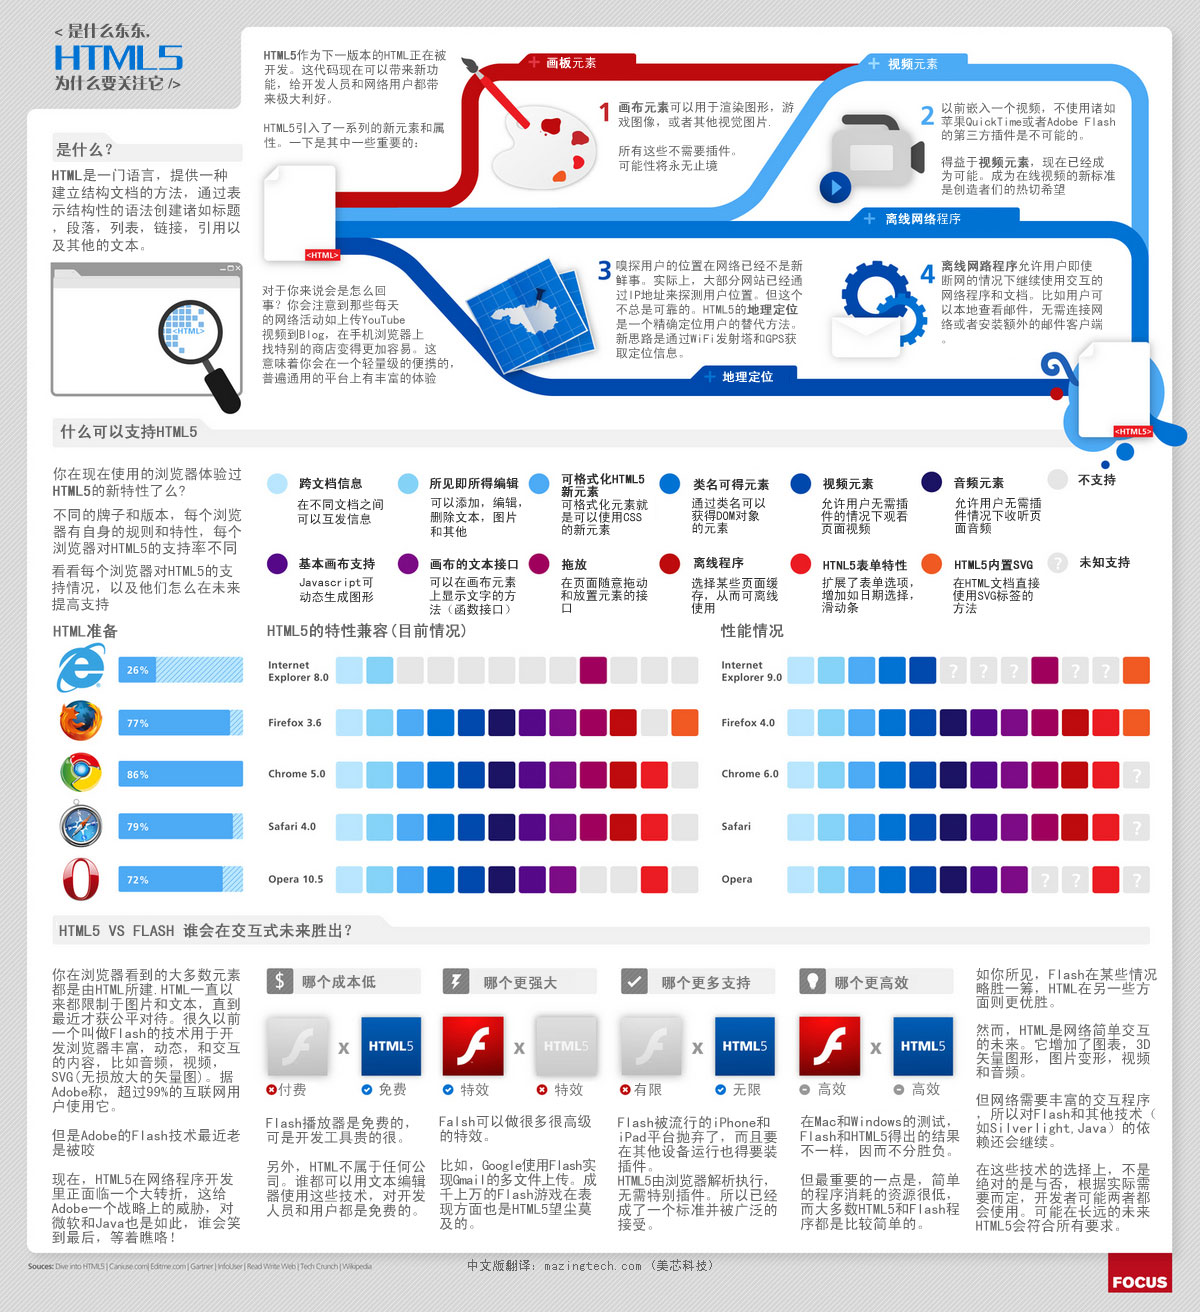 < 是什么东东,
HTML5
为什么要关注它 />
是什么?
HTML是一门语言, 提供一种
建立结构文档的方法, 通过表
示结构性的语法创建诸如标题
, 段落, 列表, 链接, 引用以
及其他的文本。
<HTML>
HTML5作为下一版本的HTML正在被
开发。这代码现在可以带来新功
能, 给开发人员和网络用户都带
来极大利好。
HTML5引入了一系列的新元素和属
性。一下是其中一些重要的:
<HTML>
对于你来说会是怎么回
事? 你会注意到那些每天
的网络活动如上传YouTube
视频到Blog, 在手机浏览器上
找特别的商店变得更加容易。这
意味着你会在一个轻量级的便携的,
普遍通用的平台上有丰富的体验
+ 画板元素
1 画布元素可以用于渲染图形, 游
戏图像, 或者其他视觉图片.
所有这些不需要插件。
可能性将永无止境
+ 视频元素
2 以前嵌入一个视频, 不使用诸如
苹果QuickTime或者Adobe Flash
的第三方插件是不可能的。
得益于视频元素, 现在已经成
为可能。成为在线视频的新标准
是创造者们的热切希望
+ 离线网络程序
3 嗅探用户的位置在网络已经不是新
鲜事。实际上, 大部分网站已经通
过IP地址来探测用户位置。但这个
不总是可靠的。HTML5的地理定位
是一个精确定位用户的替代方法。
新思路是通过WiFi发射塔和GPS获
取定位信息。
4 离线网路程序允许用户即使
断网的情况下继续使用交互的
网络程序和文档。比如用户可
以本地查看邮件, 无需连接网
络或者安装额外的邮件客户端
。
+ 地理定位
<HTML5>
什么可以支持HTML5
你在现在使用的浏览器体验过
HTML5的新特性了么?
不同的牌子和版本, 每个浏览
器有自身的规则和特性, 每个
浏览器对HTML5的支持率不同
看看每个浏览器对HTML5的支
持情况, 以及他们怎么在未来
提高支持
跨文档信息
在不同文档之间
可以互发信息
所见即所得编辑
可以添加, 编辑,
删除文本, 图片
和其他
可格式化HTML5
新元素
可格式化元素就
是可以使用CSS
的新元素
类名可得元素
通过类名可以
获得DOM对象
的元素
视频元素
允许用户无需插
件的情况下观看
页面视频
音频元素
允许用户无需插
件情况下收听页
面音频
不支持
基本画布支持
Javascript可
动态生成图形
画布的文本接口
可以在画布元素
上显示文字的方
法 (函数接口)
拖放
在页面随意拖动
和放置元素的接
口
离线程序
选择某些页面缓
存, 从而可离线
使用
HTNL5表单特性
扩展了表单选项,
增加如日期选择,
滑动条
HTML5内置SVG
在HTML文档直接
使用SVG标签的
方法
? 未知支持
HTML准备
HTML5的特性兼容(目前情况)
性能情况
26%
Internet
Explorer 8.0
Internet
Explorer 9.0
? ? ? ? ?
77%
Firefox 3.6
Firefox 4.0
86%
Chrome 5.0
Chrome 6.0
?
79%
Safari 4.0
Safari
?
72%
Opera 10.5
Opera
? ? ?
HTML5 VS FLASH 谁会在交互式未来胜出?
你在浏览器看到的大多数元素
都是由HTML所建.HTML一直以
来都限制于图片和文本, 直到
最近才获公平对待。很久以前
一个叫做Flash的技术用于开
发浏览器丰富, 动态, 和交互
的内容, 比如音频, 视频,
SVG(无损放大的矢量图)。据
Adobe称, 超过99%的互联网用
户使用它。
但是Adobe的Flash技术最近老
是被咬
现在, HTML5在网络程序开发
里正面临一个大转折, 这给
Adobe一个战略上的威胁, 对
微软和Java也是如此, 谁会笑
到最后, 等着瞧咯!
$ 哪个成本低
x HTML5
付费 免费
Flash播放器是免费的,
可是开发工具贵的很。
另外, HTML不属于任何公
司。谁都可以用文本编辑
器使用这些技术, 对开发
人员和用户都是免费的。
哪个更强大
x HTML5
特效 特效
Falsh可以做很多很高级
的特效。
比如, Google使用Flash实
现Gmail的多文件上传。成
千上万的Flash游戏在表
现方面也是HTML5望尘莫
及的。
哪个更多支持
x HTML5
有限 无限
Flash被流行的iPhone和
iPad平台抛弃了, 而且要
在其他设备运行也得要装
插件。
HTML5由浏览器解析执行,
无需特别插件。所以已经
成了一个标准并被广泛的
接受。
哪个更高效
x HTML5
高效 高效
在Mac和Windows的测试,
Flash和HTML5得出的结果
不一样, 因而不分胜负。
但最重要的一点是, 简单
的程序消耗的资源很低,
而大多数HTML5和Flash程
序都是比较简单的。
如你所见, Flash在某些情况
略胜一筹, HTML在另一些方
面则更优胜。
然而, HTML是网络简单交互
的未来。它增加了图表, 3D
矢量图形, 图片变形, 视频
和音频。
但网络需要丰富的交互程序
, 所以对Flash和其他技术 (
如Silverlight,Java) 的依
赖还会继续。
在这些技术的选择上, 不是
绝对的是与否, 根据实际需
要而定, 开发者可能两者都
会使用。可能在长远的未来
HTML5会符合所有要求。
Souces: Dive into HTML5 | Caniuse.com| Editme.com | Gartner | InfoUser | Read Write Web | Tech Crunch | Wikipedia
中文版翻译: mazingtech.com (美芯科技)
FOCUS